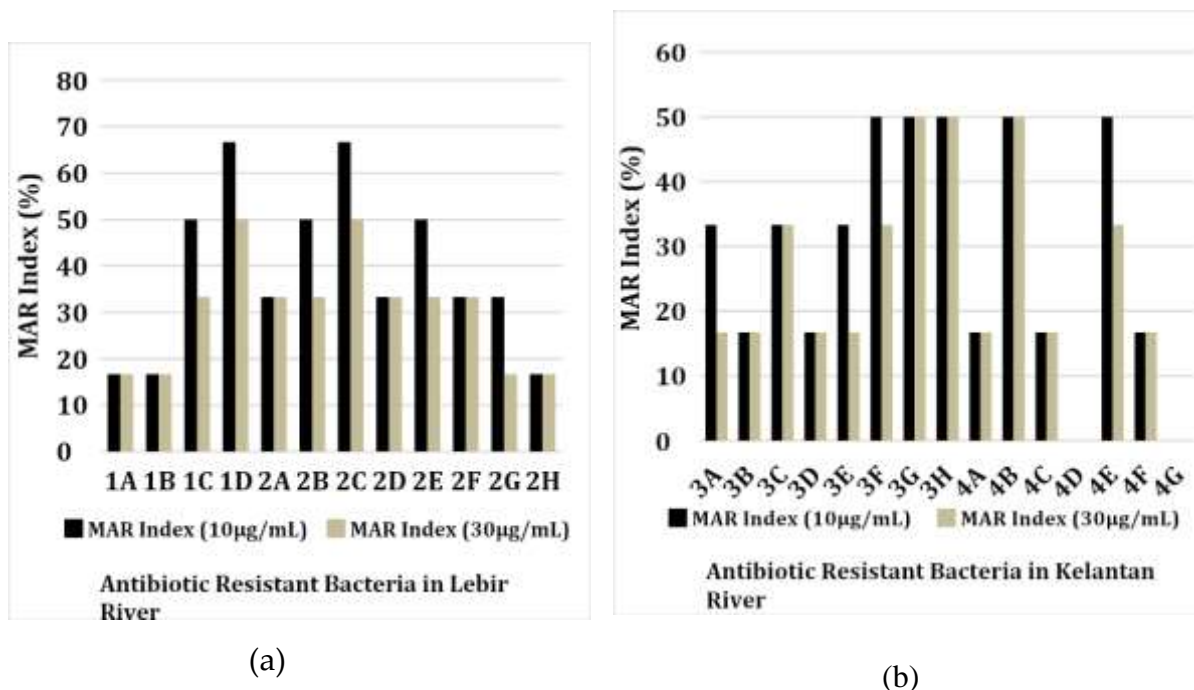 80
70
60
50
40
30
20
10
0
MAR Index (%)
1A 1B 1C 1D 2A 2B 2C 2D 2E 2F 2G 2H
MAR Index (10µg/mL) MAR Index (30µg/mL)
Antibiotic Resistant Bacteria in Lebir
River
(a)
60
50
40
30
20
10
0
MAR Index (%)
3A 3B 3C 3D 3E 3F 3G 3H 4A 4B 4C 4D 4E 4F 4G
MAR Index (10µg/mL) MAR Index (30µg/mL)
Antibiotic Resistant Bacteria in Kelantan
River
(b)